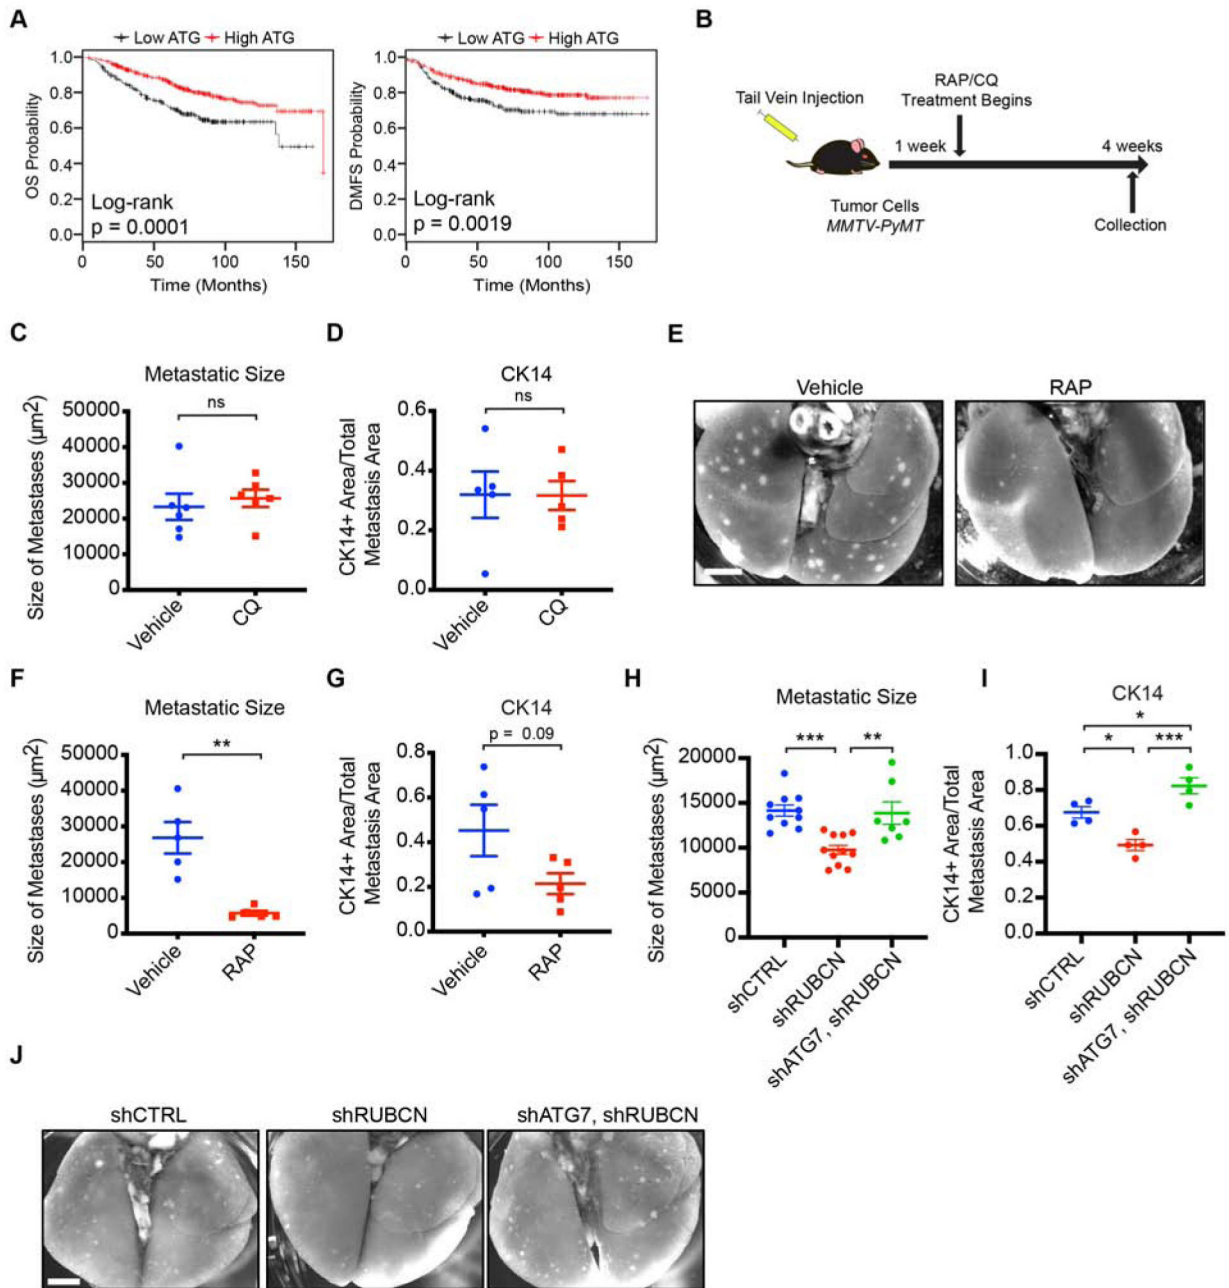 A
Low ATG High ATG
1.0
0.8
0.6
0.4
0.2
0.0
OS Probability
Log-rank
p = 0.0001
0 50 100 150
Time (Months)
Low ATG High ATG
1.0
0.8
0.6
0.4
0.2
0.0
DMFS Probability
Log-rank
p = 0.0019
0 50 100 150
Time (Months)
B
Tail Vein Injection
RAP/CQ
Treatment Begins
1 week
4 weeks
Tumor Cells
MMTV-PyMT
Collection
C
Metastatic Size
ns
Size of Metastases (µm2)
50000
40000
30000
20000
10000
0
Vehicle
CQ
D
CK14
ns
CK14+ Area/Total
Metastasis Area
0.6
0.4
0.2
0.0
Vehicle
CQ
E
Vehicle
RAP
F
Metastatic Size
**
Size of Metastases (µm2)
50000
40000
30000
20000
10000
0
Vehicle
RAP
G
CK14
p = 0.09
CK14+ Area/Total
Metastasis Area
0.8
0.6
0.4
0.2
0.0
Vehicle
RAP
H
Metastatic Size
*** **
Size of Metastases (µm2)
20000
15000
10000
5000
0
shCTRL
shRUBCN
shATG7, shRUBCN
I
CK14
*
* ***
CK14+ Area/Total
Metastasis Area
1.0
0.8
0.6
0.4
0.2
0.0
shCTRL
shRUBCN
shATG7, shRUBCN
J
shCTRL
shRUBCN
shATG7, shRUBCN